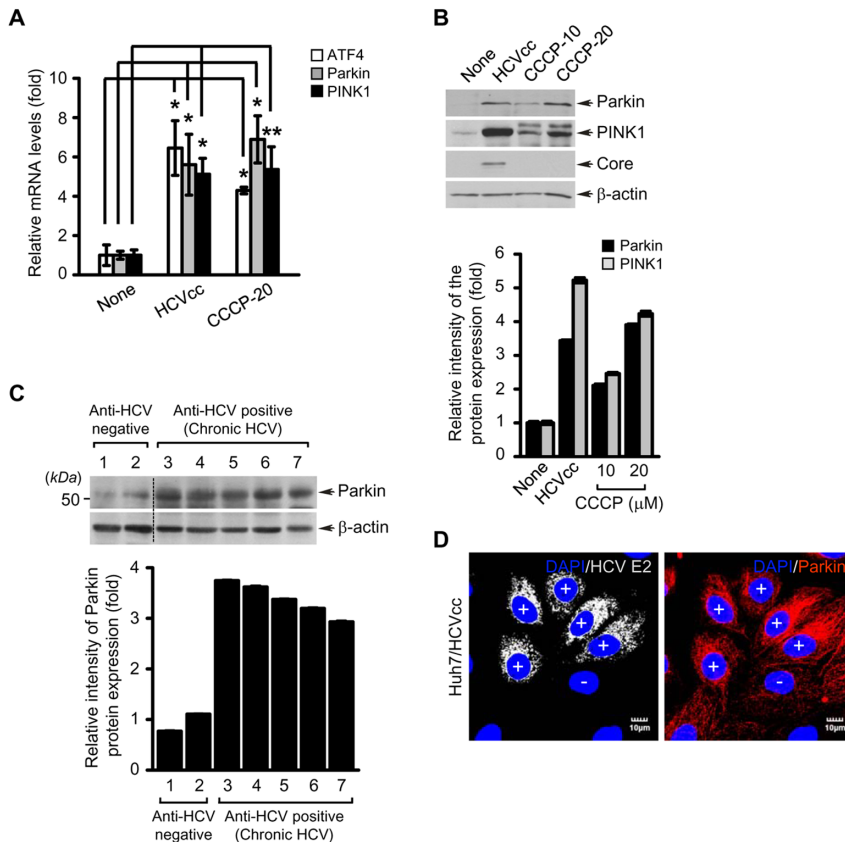 A
ATF4
Parkin
PINK1
Relative mRNA levels (fold)
10
8
6
4
2
0
* * * * * **
None
HCVcc
CCCP-20
B
None
HCVcc
CCCP-10
CCCP-20
Parkin
PINK1
Core
β-actin
Parkin
PINK1
Relative intensity of the
protein expression (fold)
6
5
4
3
2
1
0
None
HCVcc
10 20
CCCP (μM)
C
Anti-HCV
negative
Anti-HCV positive
(Chronic HCV)
1 2 3 4 5 6 7
(kDa)
50
Parkin
β-actin
Relative intensity of Parkin
protein expression (fold)
4
3
2
1
0
1 2 3 4 5 6 7
Anti-HCV
negative
Anti-HCV positive
(Chronic HCV)
D
Huh7/HCVcc
DAPI/HCV E2
+
+
+
+
+
-
10μm
DAPI/Parkin
+
+
+
+
+
-
10μm